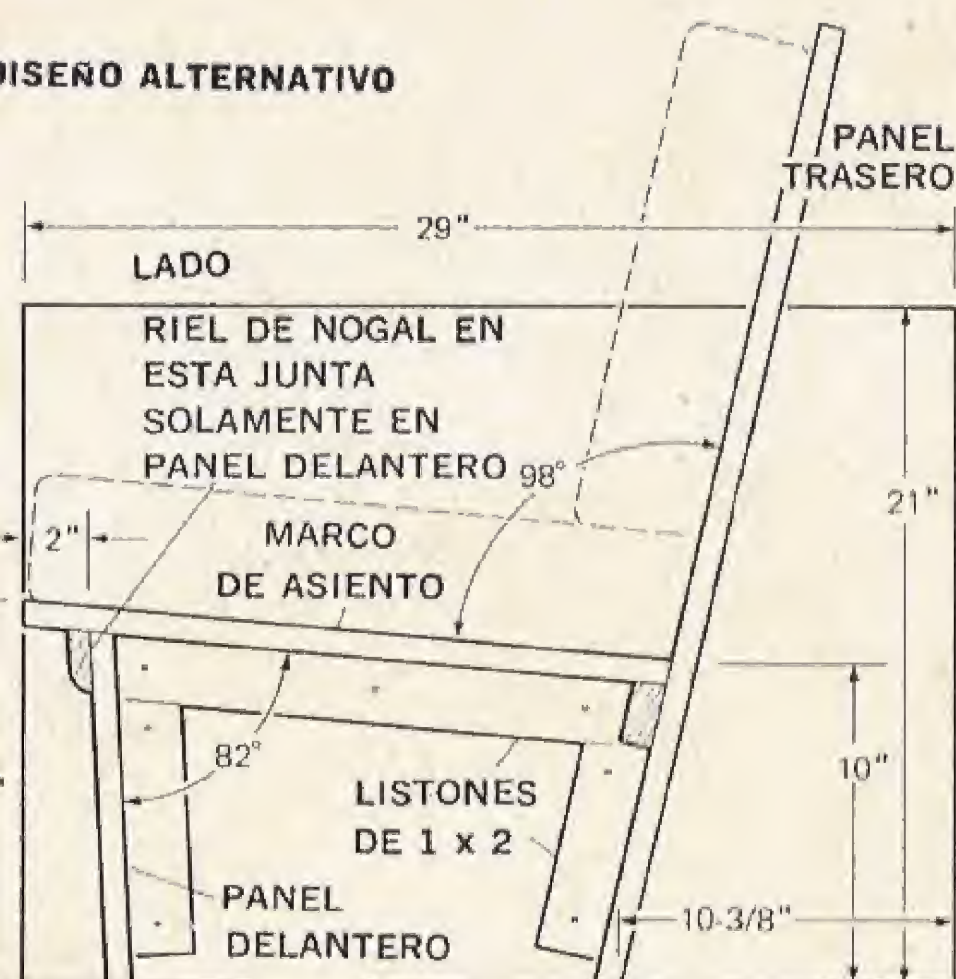 DISEÑO ALTERNATIVO
PANEL
TRASERO
29"
LADO
RIEL DE NOGAL EN
ESTA JUNTA
SOLAMENTE EN
PANEL DELANTERO
98°
21"
2"
MARCO
DE ASIENTO
82°
10"
LISTONES
DE 1 x 2
PANEL
DELANTERO
10-3/8"